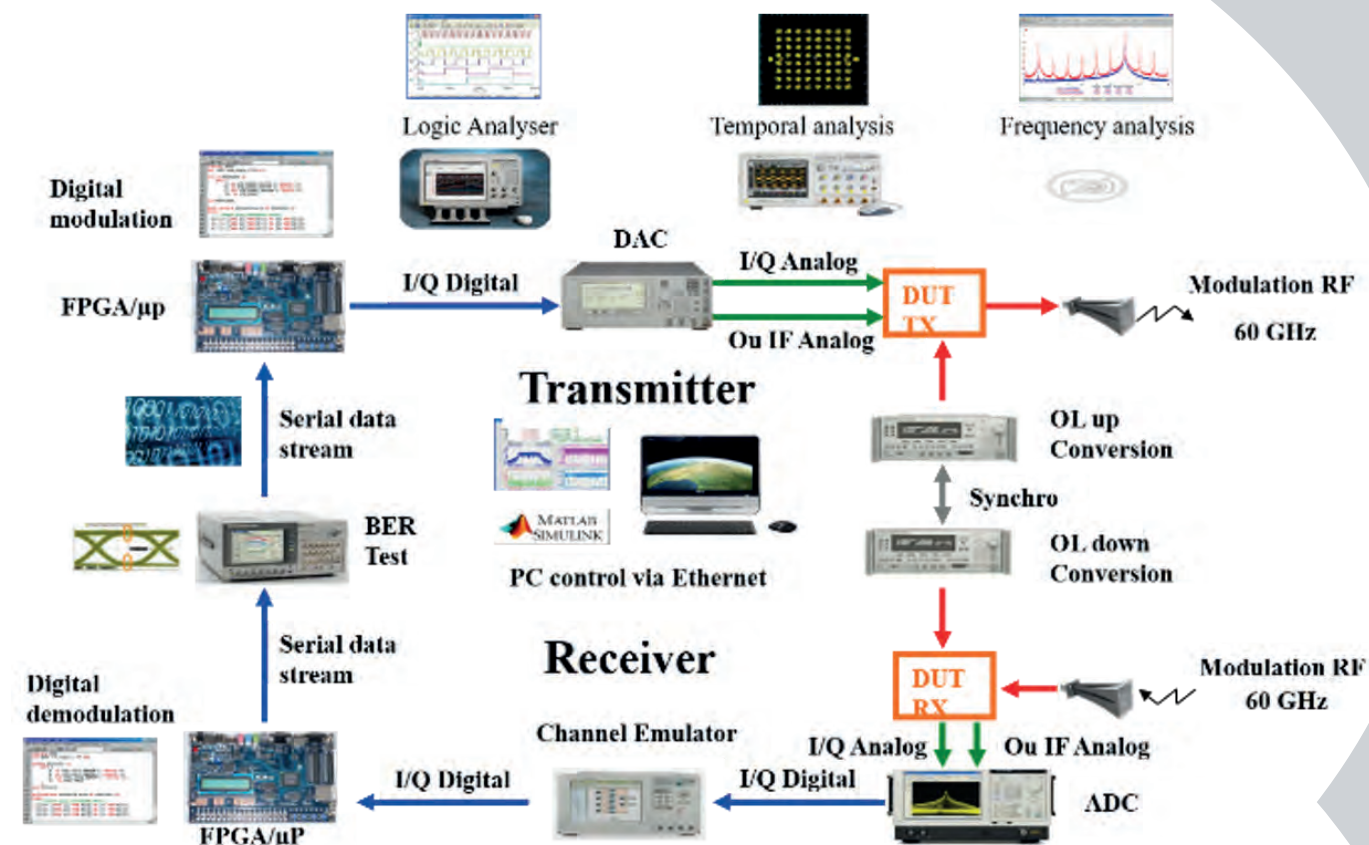 Logic Analyser
Temporal analysis
Frequency analysis
Digital
modulation
DAC
I/Q Digital
I/Q Analog
FPGA/µp
DUT
TX
Modulation RF
60 GHz
Ou IF Analog
Transmitter
Serial data
stream
OL up
Conversion
Synchro
MATLAB
SIMULINK
BER
Test
OL down
Conversion
PC control via Ethernet
Serial data
stream
Receiver
DUT
RX
Modulation RF
60 GHz
Digital
demodulation
Channel Emulator
I/Q Analog
Ou IF Analog
I/Q Digital
I/Q Digital
ADC
FPGA/µP